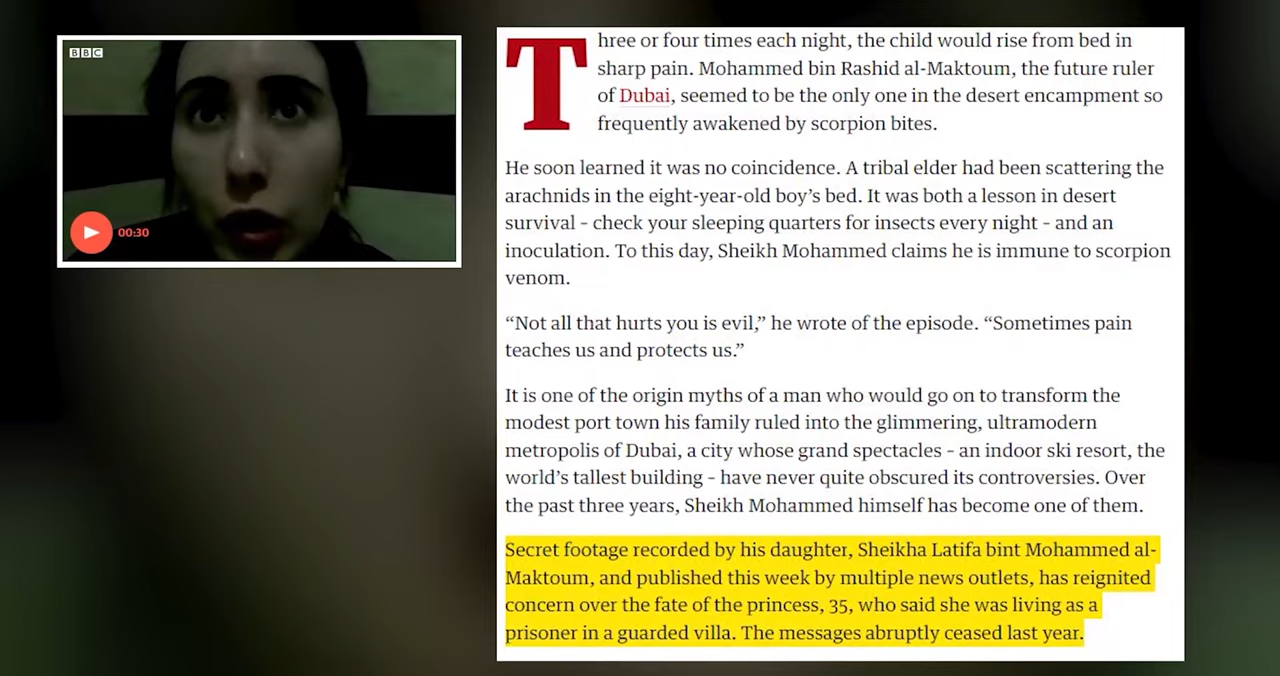 BBC
00:30
Three or four times each night, the child would rise from bed in
sharp pain. Mohammed bin Rashid al-Maktoum, the future ruler
of Dubai, seemed to be the only one in the desert encampment so
frequently awakened by scorpion bites.
He soon learned it was no coincidence. A tribal elder had been scattering the
arachnids in the eight-year-old boy’s bed. It was both a lesson in desert
survival – check your sleeping quarters for insects every night – and an
inoculation. To this day, Sheikh Mohammed claims he is immune to scorpion
venom.
“Not all that hurts you is evil,” he wrote of the episode. “Sometimes pain
teaches us and protects us.”
It is one of the origin myths of a man who would go on to transform the
modest port town his family ruled into the glimmering, ultramodern
metropolis of Dubai, a city whose grand spectacles – an indoor ski resort, the
world’s tallest building – have never quite obscured its controversies. Over
the past three years, Sheikh Mohammed himself has become one of them.
Secret footage recorded by his daughter, Sheikha Latifa bint Mohammed al-
Maktoum, and published this week by multiple news outlets, has reignited
concern over the fate of the princess, 35, who said she was living as a
prisoner in a guarded villa. The messages abruptly ceased last year.